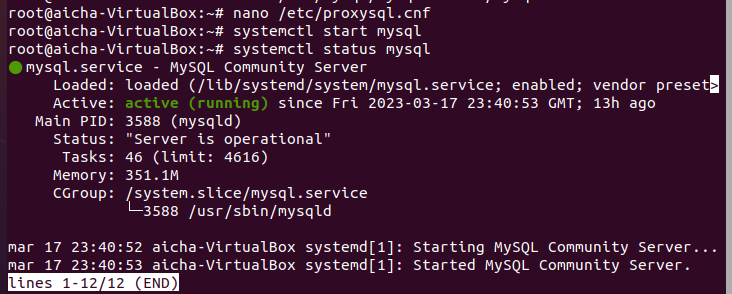 root@aicha-VirtualBox:~# nano /etc/proxysql.cnf
root@aicha-VirtualBox:~# systemctl start mysql
root@aicha-VirtualBox:~# systemctl status mysql
● mysql.service - MySQL Community Server
     Loaded: loaded (/lib/systemd/system/mysql.service; enabled; vendor preset>
     Active: active (running) since Fri 2023-03-17 23:40:53 GMT; 13h ago
   Main PID: 3588 (mysqld)
     Status: "Server is operational"
      Tasks: 46 (limit: 4616)
     Memory: 351.1M
     CGroup: /system.slice/mysql.service
             └─3588 /usr/sbin/mysqld
mar 17 23:40:52 aicha-VirtualBox systemd[1]: Starting MySQL Community Server...
mar 17 23:40:53 aicha-VirtualBox systemd[1]: Started MySQL Community Server.
lines 1-12/12 (END)